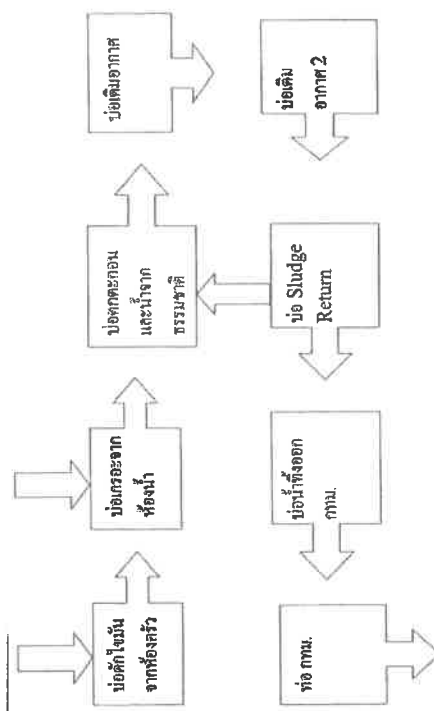 บ่อดักไขมัน
จากห้องครัว
บ่อเกรอะจาก
ห้องน้ำ
บ่อตกตะกอน
และน้ำจาก
ธรรมชาติ
บ่อเติมอากาศ
บ่อเติม
อากาศ 2
บ่อ Sludge
Return
บ่อน้ำทิ้งออก
กทม.
ท่อ กทม.